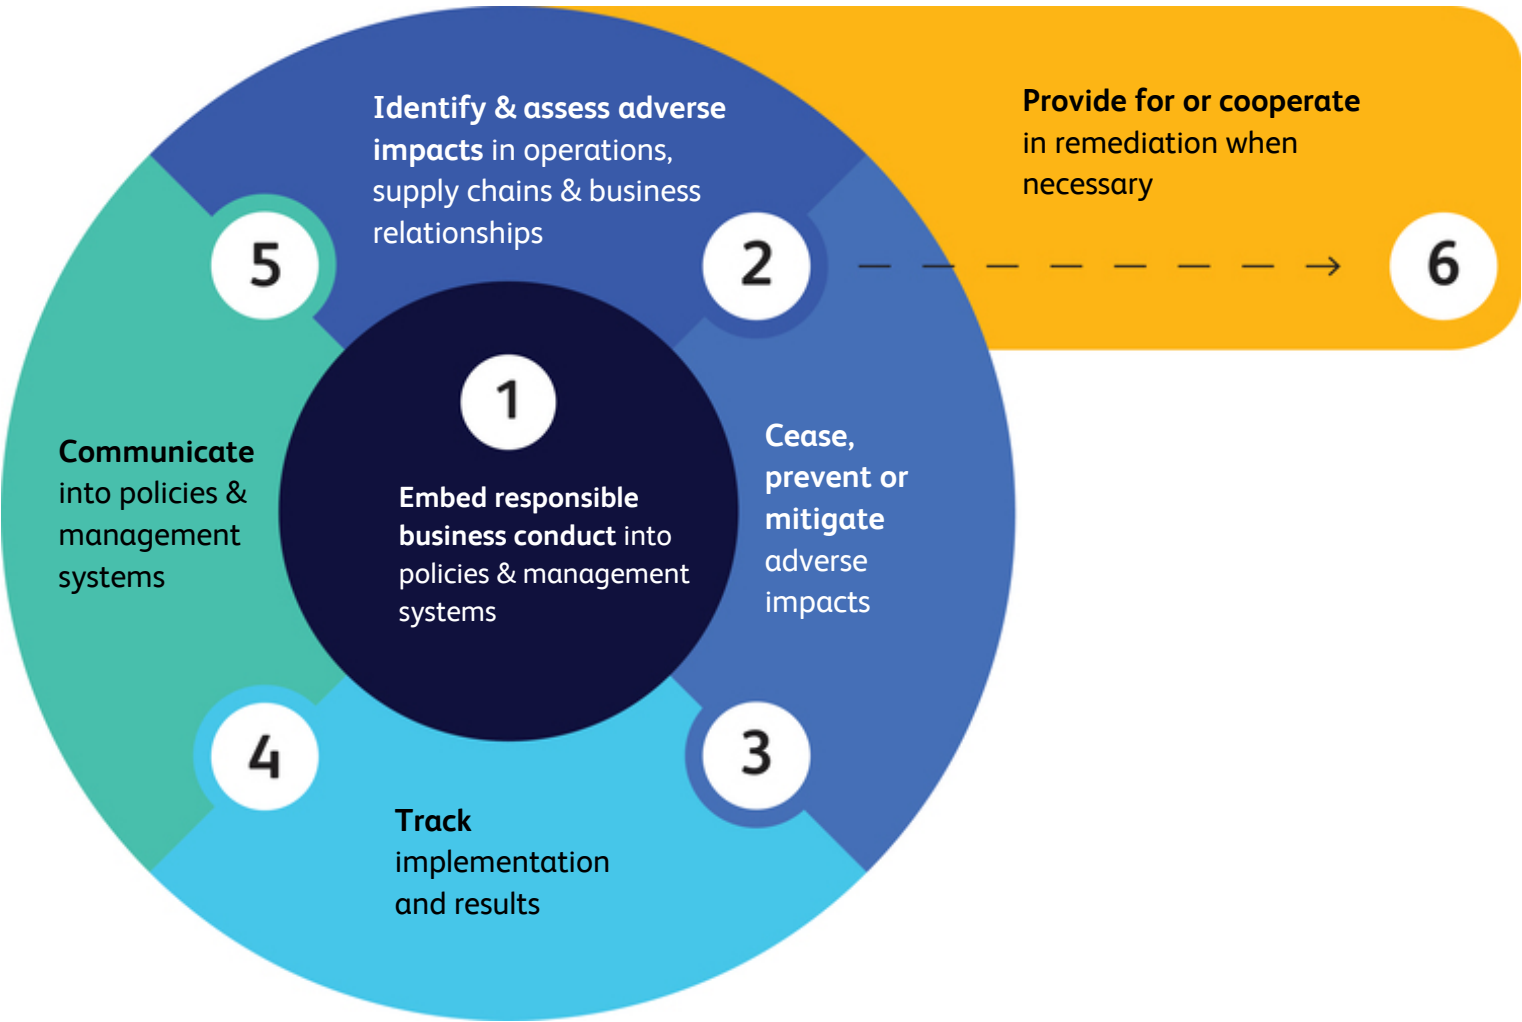 1
Embed responsible
business conduct into
policies & management
systems
Identify & assess adverse
impacts in operations,
supply chains & business
relationships
2
Cease,
prevent or
mitigate
adverse
impacts
3
Track
implementation
and results
4
Communicate
into policies &
management
systems
5
Provide for or cooperate
in remediation when
necessary
6